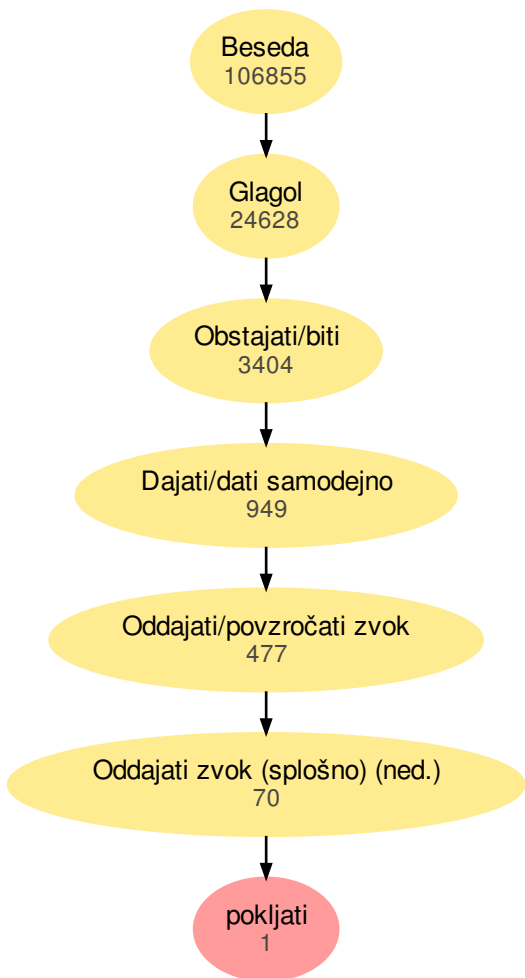 Beseda
106855
Glagol
24628
Obstajati/biti
3404
Dajati/dati samodejno
949
Oddajati/povzročati zvok
477
Oddajati zvok (splošno) (ned.)
70
pokljati
1